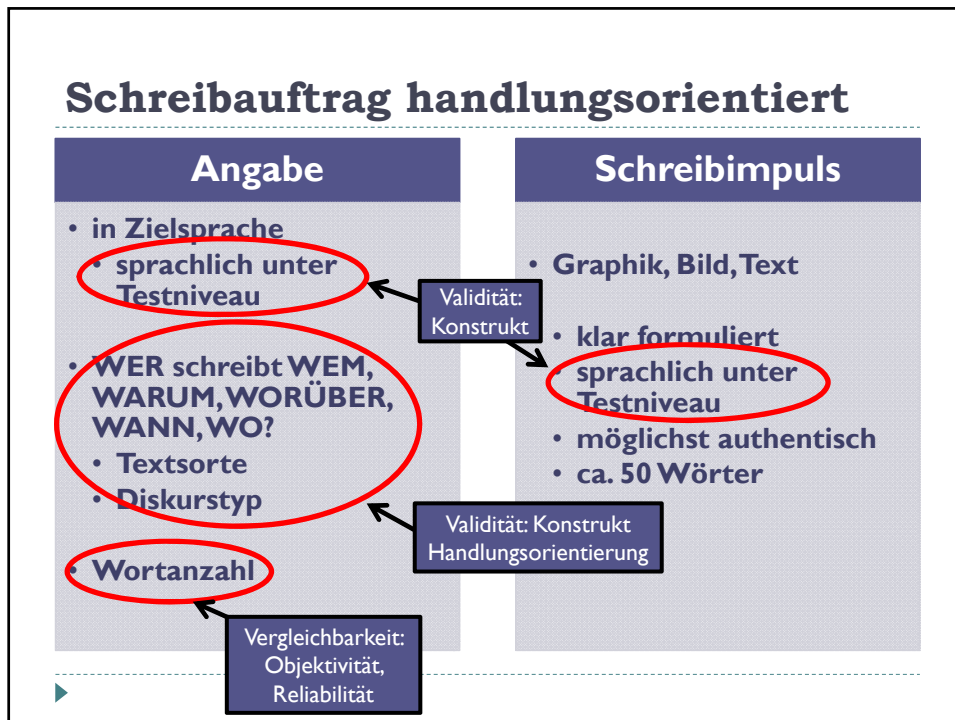 Schreibauftrag handlungsorientiert
Angabe
• in Zielsprache
• sprachlich unter
Testniveau
• WER schreibt WEM,
WARUM, WORÜBER,
WANN, WO?
• Textsorte
• Diskurstyp
• Wortanzahl
Schreibimpuls
• Graphik, Bild, Text
• klar formuliert
• sprachlich unter
Testniveau
• möglichst authentisch
• ca. 50 Wörter
Validität:
Konstrukt
Validität: Konstrukt
Handlungsorientierung
Vergleichbarkeit:
Objektivität,
Reliabilität